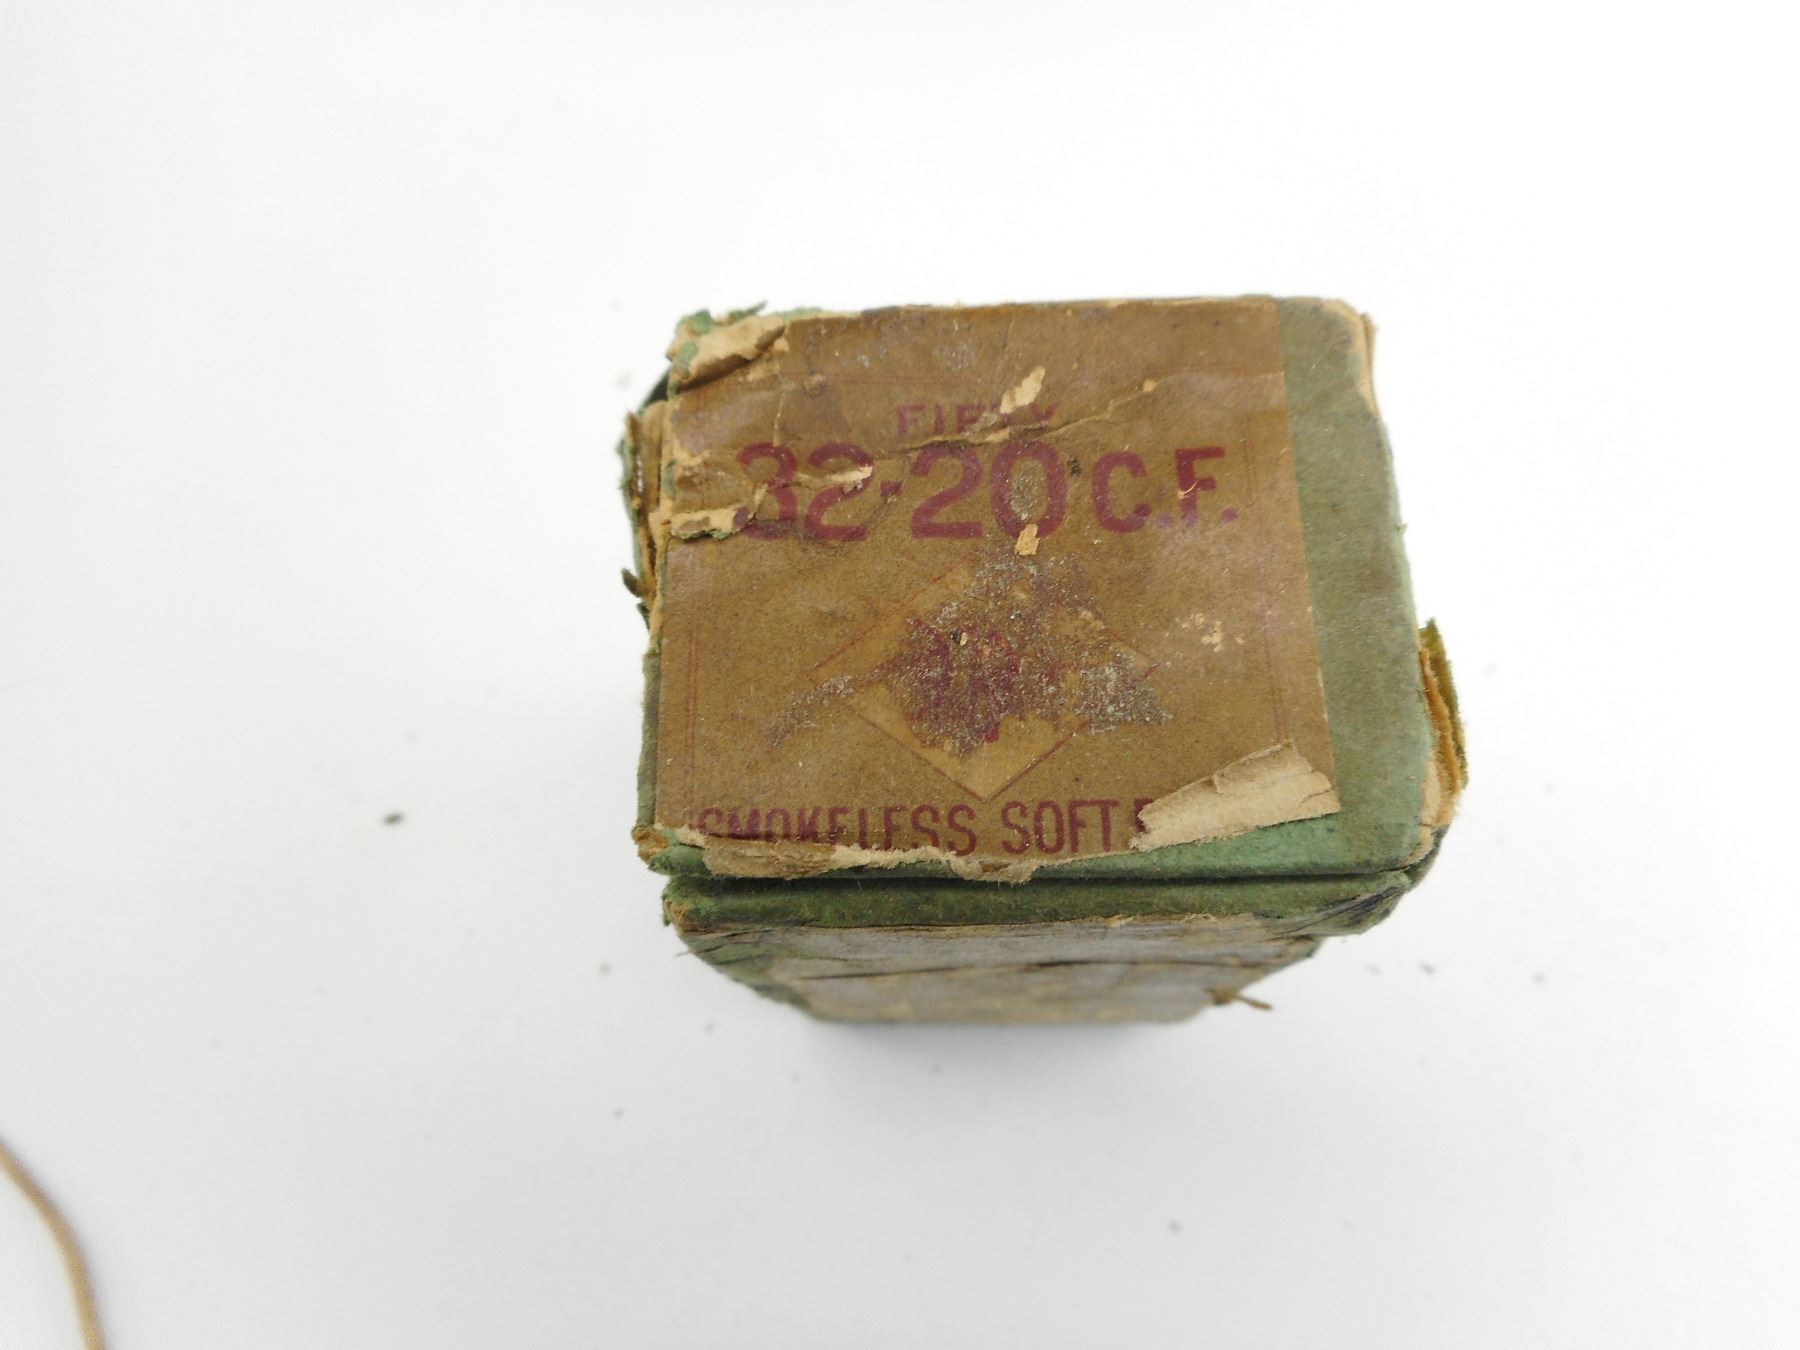 FIFTY
32-20 C.F.
SMOKELESS SOFT